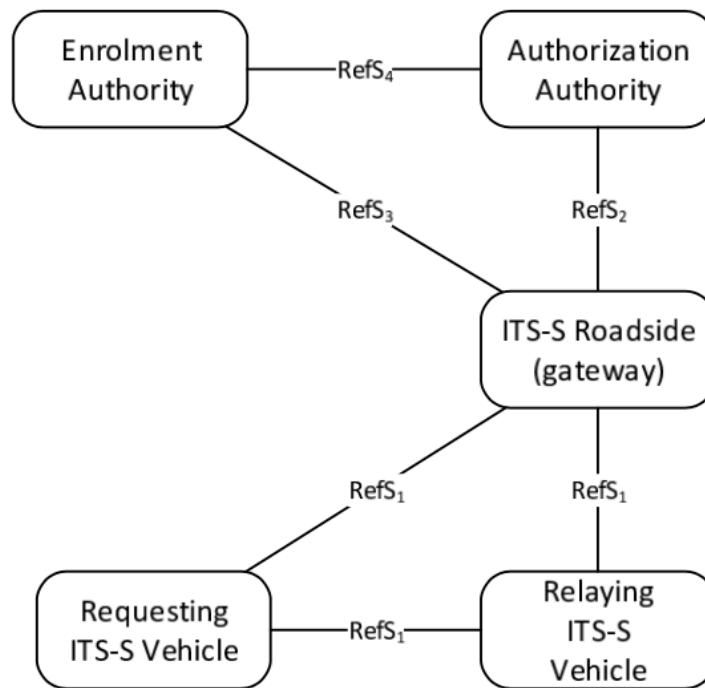 Enrolment
Authority
RefS₄
Authorization
Authority
RefS₃
RefS₂
ITS-S Roadside
(gateway)
RefS₁
RefS₁
Requesting
ITS-S Vehicle
RefS₁
Relaying
ITS-S
Vehicle